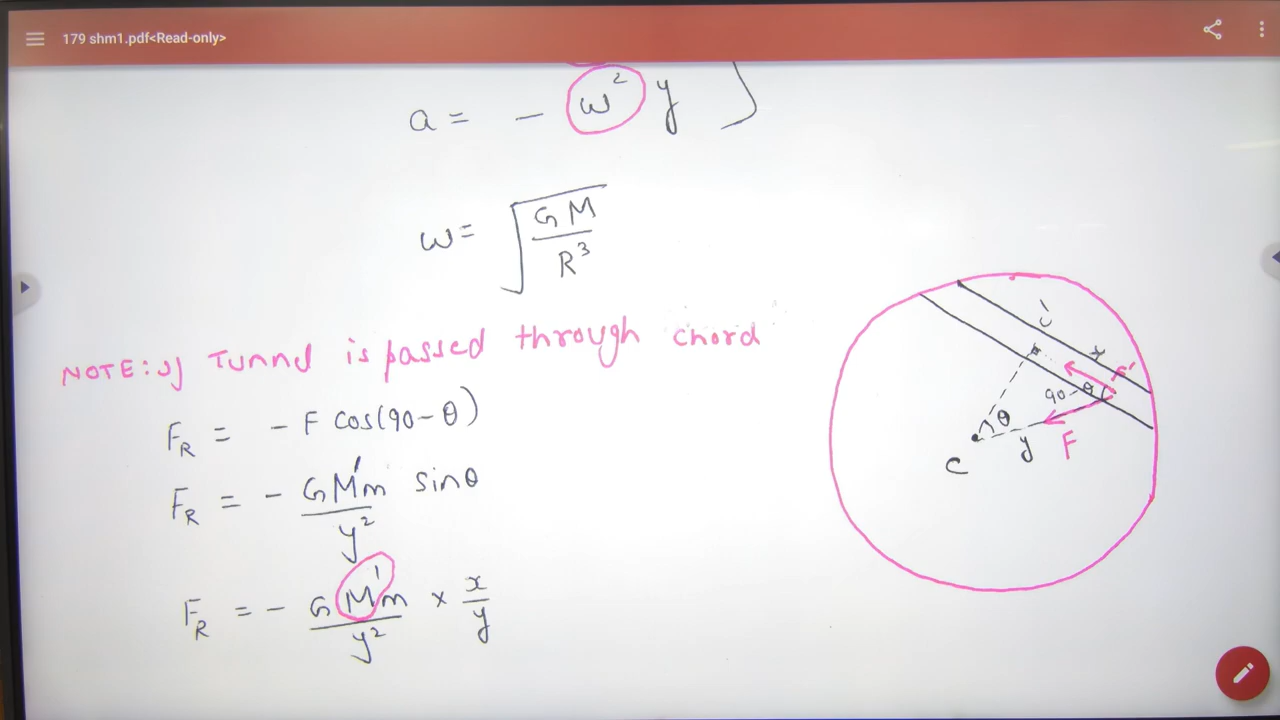 179 shm1.pdf<Read-only>
a = - ω² y
ω = √(GM/R³)
NOTE: 1) Tunnel is passed through chord
F_R = - F cos(90-θ)
F_R = - GM'm/y² sinθ
F_R = - GM'm/y² × x/y
C'
x
F'
90-θ
θ
y
F
C